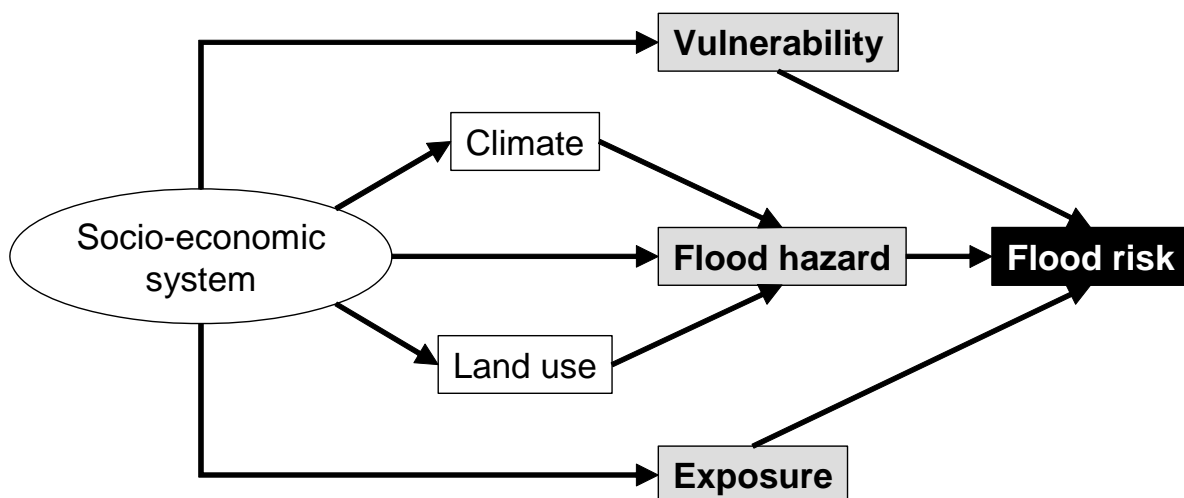 Vulnerability
Climate
Socio-economic
system
Flood hazard
Flood risk
Land use
Exposure